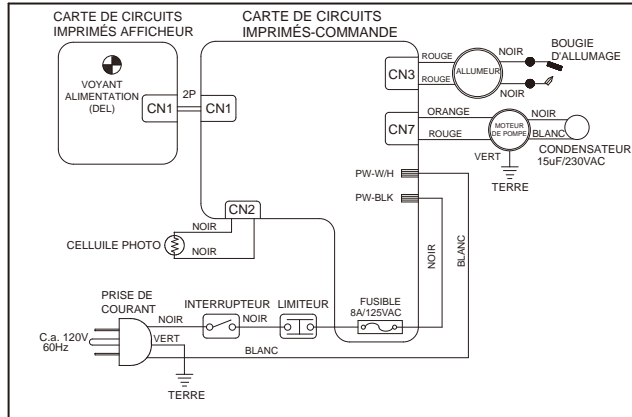 CARTE DE CIRCUITS
IMPRIMÉS AFFICHEUR
CARTE DE CIRCUITS
IMPRIMÉS-COMMANDE
VOYANT
ALIMENTATION
(DEL)
CN1
2P
CN1
CN3
ROUGE
ROUGE
ALLUMEUR
NOIR
NOIR
BOUGIE
D'ALLUMAGE
CN7
ORANGE
ROUGE
MOTEUR
DE POMPE
NOIR
BLANC
CONDENSATEUR
15uF/230VAC
VERT
TERRE
PW-W/H
PW-BLK
CN2
NOIR
NOIR
CELLUILE PHOTO
NOIR
BLANC
PRISE DE
COURANT
C.a. 120V
60Hz
NOIR
INTERRUPTEUR
NOIR
LIMITEUR
FUSIBLE
8A/125VAC
VERT
BLANC
TERRE